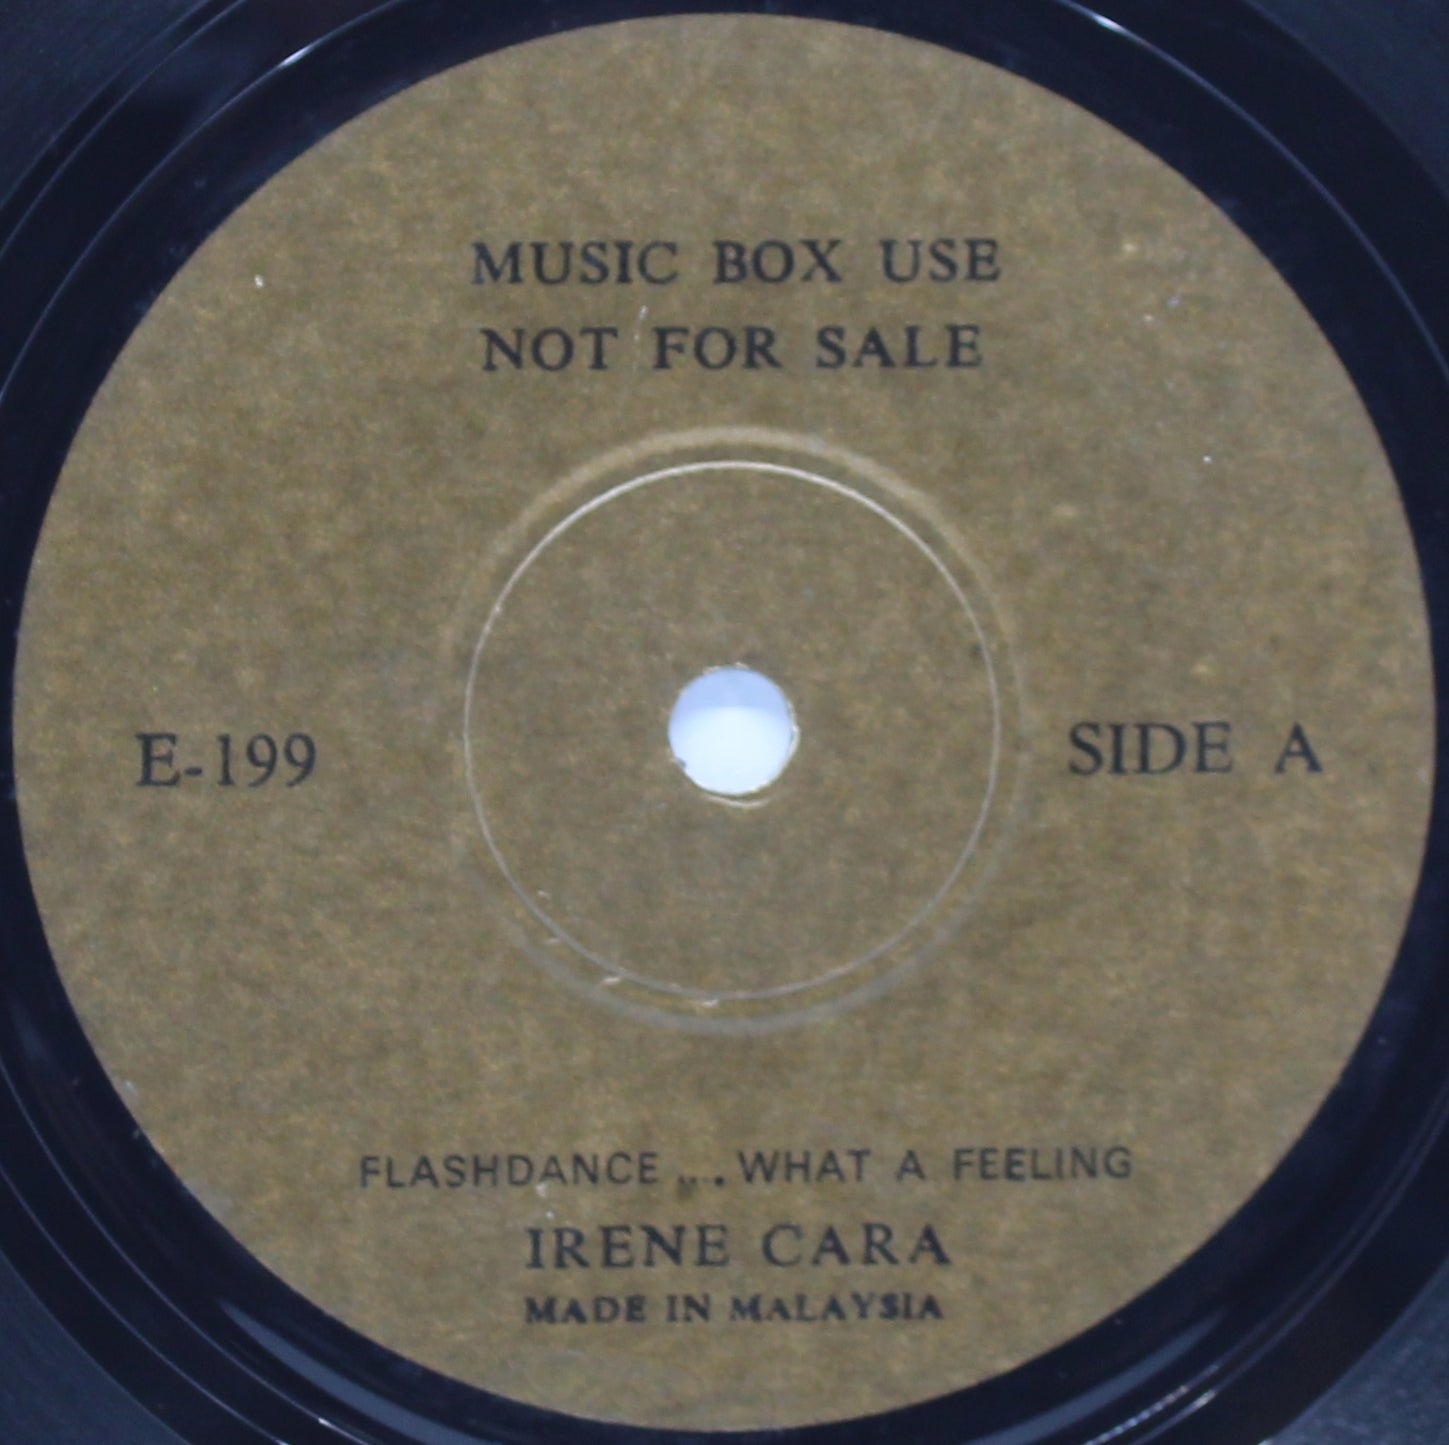 MUSIC BOX USE
NOT FOR SALE
E-199
SIDE A
FLASHDANCE .... WHAT A FEELING
IRENE CARA
MADE IN MALAYSIA